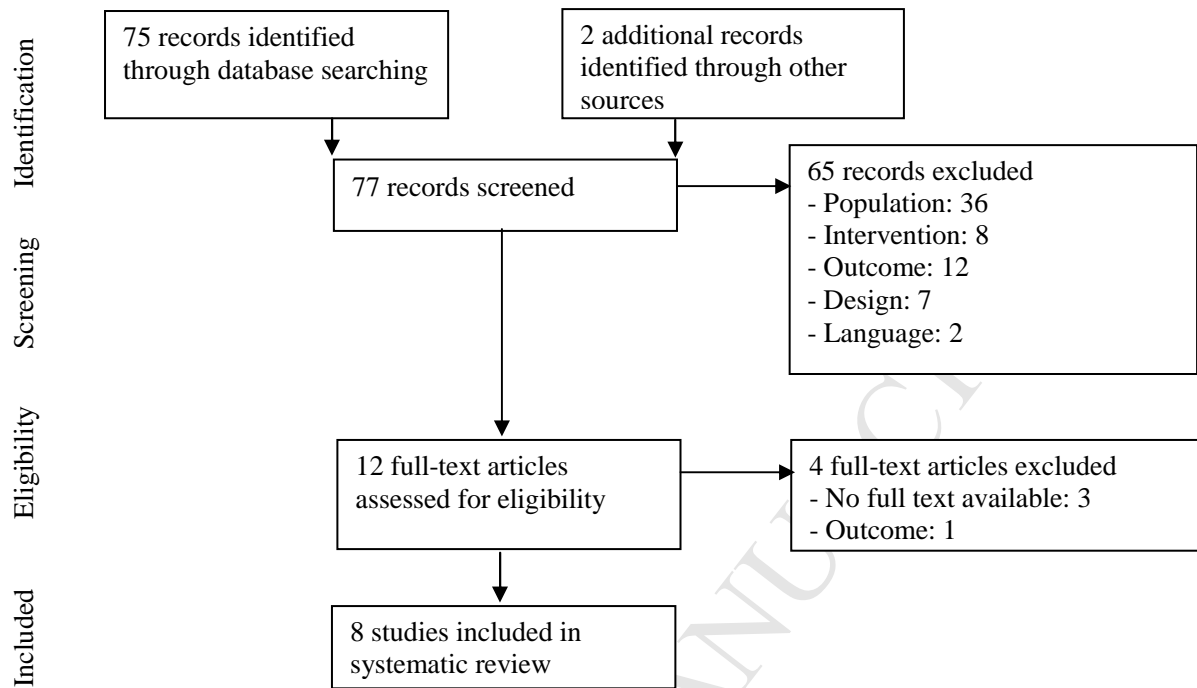 75 records identified
through database searching
2 additional records
identified through other
sources
Identification
77 records screened
65 records excluded
- Population: 36
- Intervention: 8
- Outcome: 12
- Design: 7
- Language: 2
Screening
Eligibility
12 full-text articles
assessed for eligibility
4 full-text articles excluded
- No full text available: 3
- Outcome: 1
Included
8 studies included in
systematic review